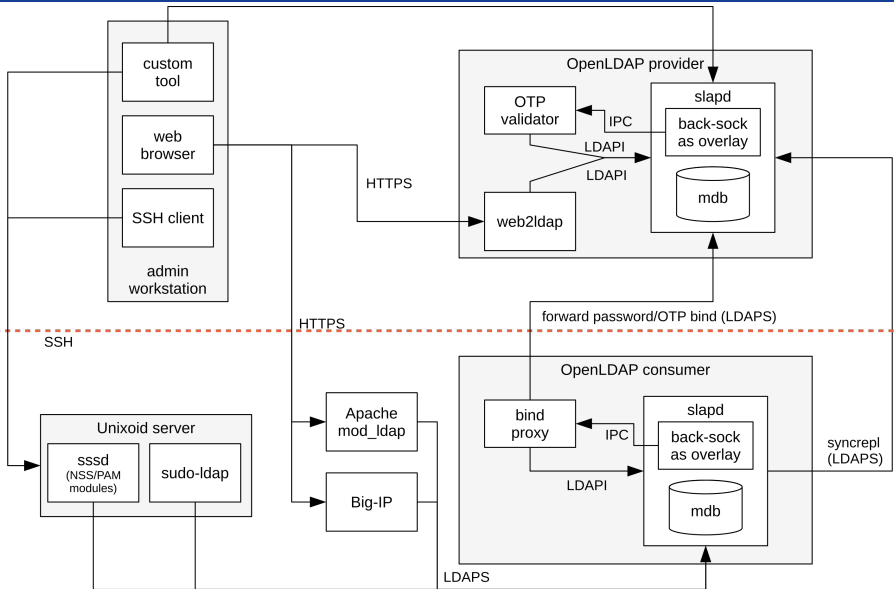 custom
tool
web
browser
SSH client
admin
workstation
HTTPS
OpenLDAP provider
OTP
validator
IPC
LDAPI
LDAPI
web2ldap
slapd
back-sock
as overlay
mdb
HTTPS
SSH
forward password/OTP bind (LDAPS)
Unixoid server
sssd
(NSS/PAM
modules)
sudo-ldap
Apache
mod_ldap
Big-IP
OpenLDAP consumer
bind
proxy
IPC
LDAPI
slapd
back-sock
as overlay
mdb
syncrepl
(LDAPS)
LDAPS